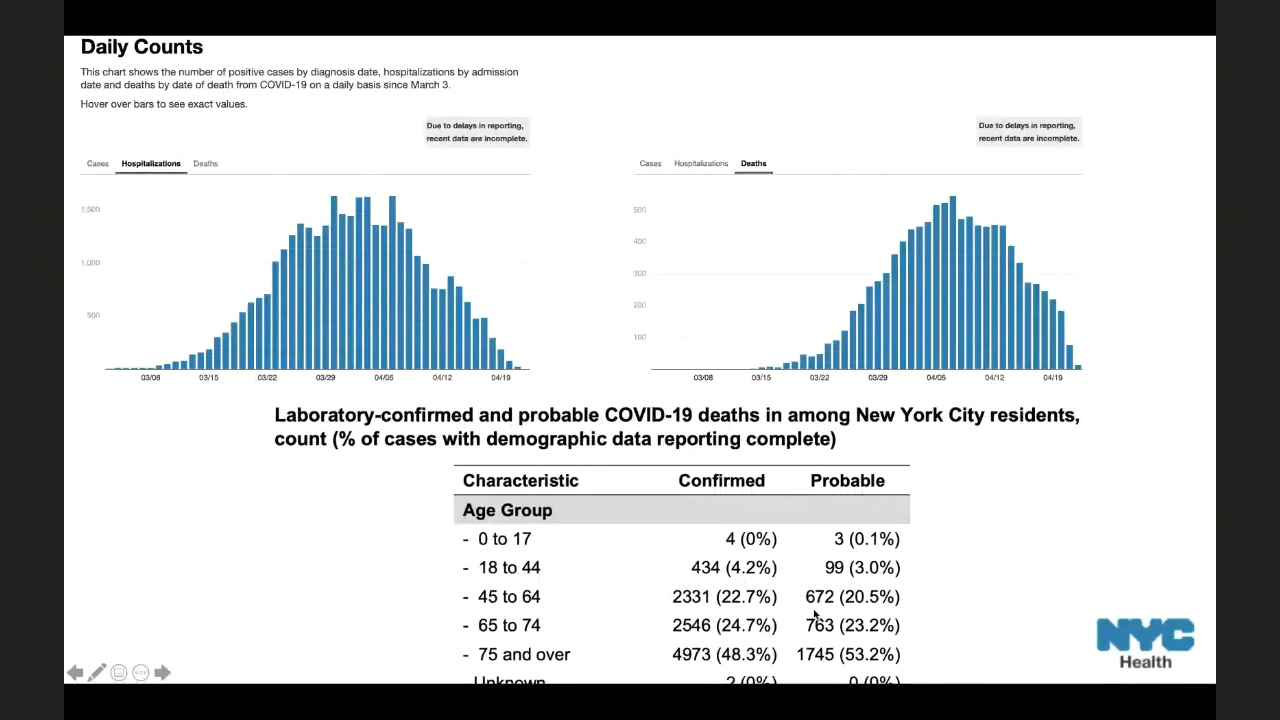 Daily Counts
This chart shows the number of positive cases by diagnosis date, hospitalizations by admission
date and deaths by date of death from COVID-19 on a daily basis since March 3.
Hover over bars to see exact values.
Due to delays in reporting,
recent data are incomplete.
Cases Hospitalizations Deaths
1,500
1,000
500
03/08 03/15 03/22 03/29 04/05 04/12 04/19
Due to delays in reporting,
recent data are incomplete.
Cases Hospitalizations Deaths
500
400
300
200
100
03/08 03/15 03/22 03/29 04/05 04/12 04/19
Laboratory-confirmed and probable COVID-19 deaths in among New York City residents,
count (% of cases with demographic data reporting complete)
Characteristic Confirmed Probable
Age Group
- 0 to 17 4 (0%) 3 (0.1%)
- 18 to 44 434 (4.2%) 99 (3.0%)
- 45 to 64 2331 (22.7%) 672 (20.5%)
- 65 to 74 2546 (24.7%) 763 (23.2%)
- 75 and over 4973 (48.3%) 1745 (53.2%)
Unknown 2 (0%) 0 (0%)
NYC
Health